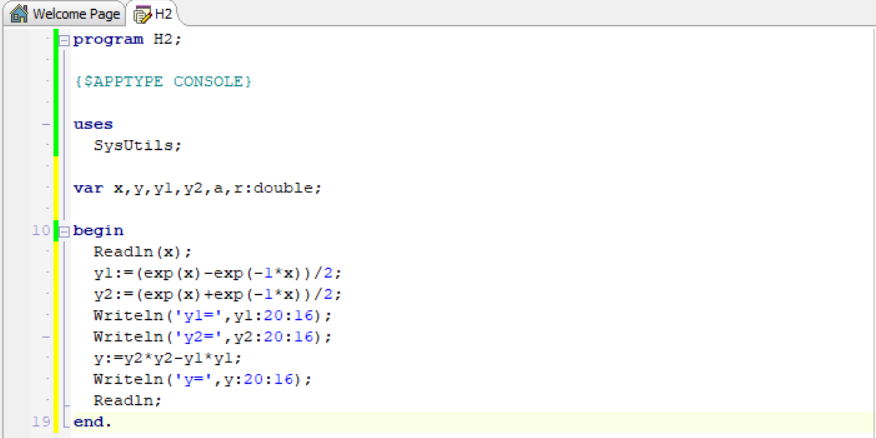 Welcome Page H2
program H2;
{$APPTYPE CONSOLE}
uses
SysUtils;
var x,y,y1,y2,a,r:double;
10 begin
Readln(x);
y1:=(exp(x)-exp(-1*x))/2;
y2:=(exp(x)+exp(-1*x))/2;
Writeln('y1=',y1:20:16);
Writeln('y2=',y2:20:16);
y:=y2*y2-y1*y1;
Writeln('y=',y:20:16);
Readln;
19 end.